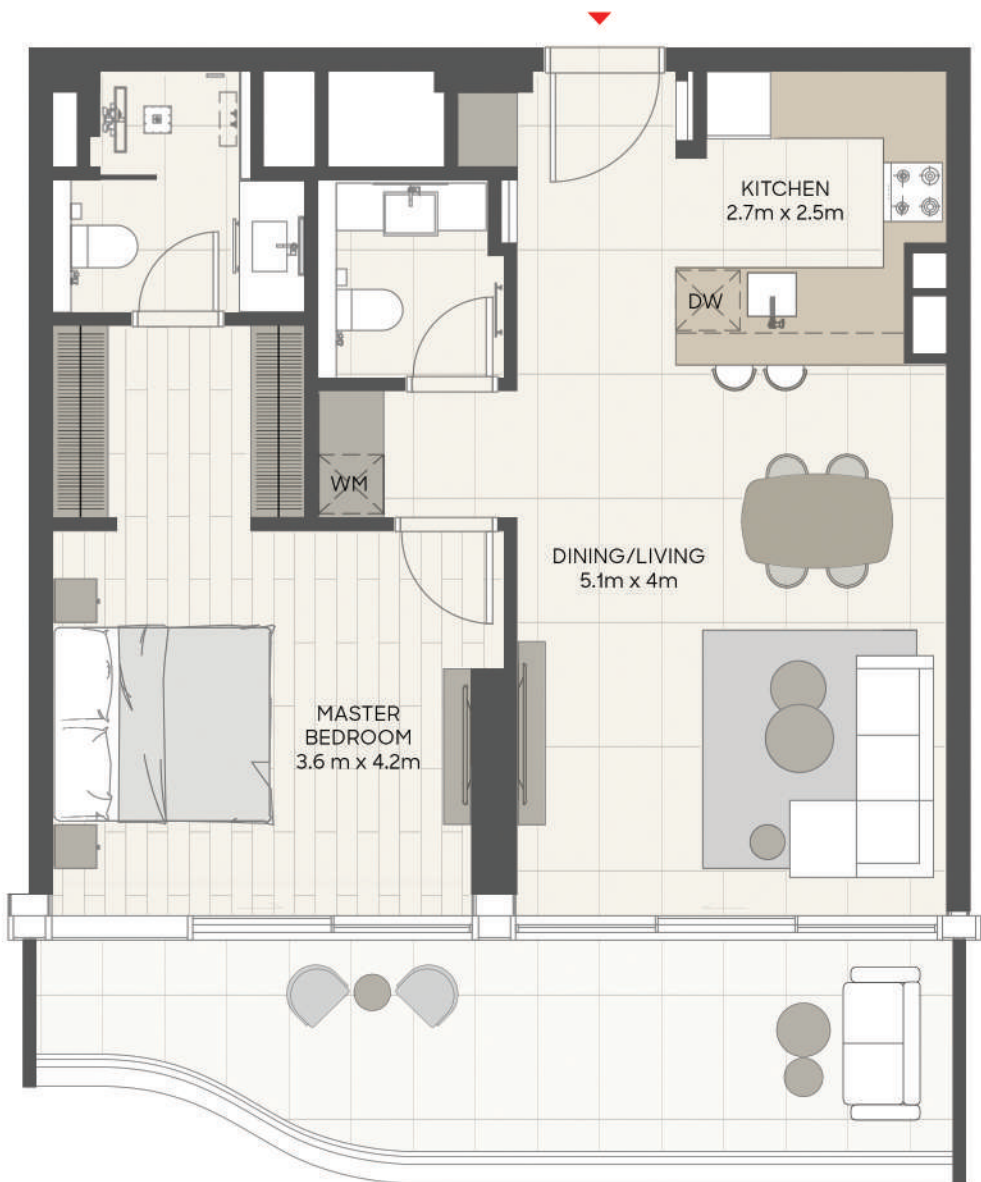 KITCHEN
2.7m x 2.5m
DW
WM
DINING/LIVING
5.1m x 4m
MASTER
BEDROOM
3.6 m x 4.2m